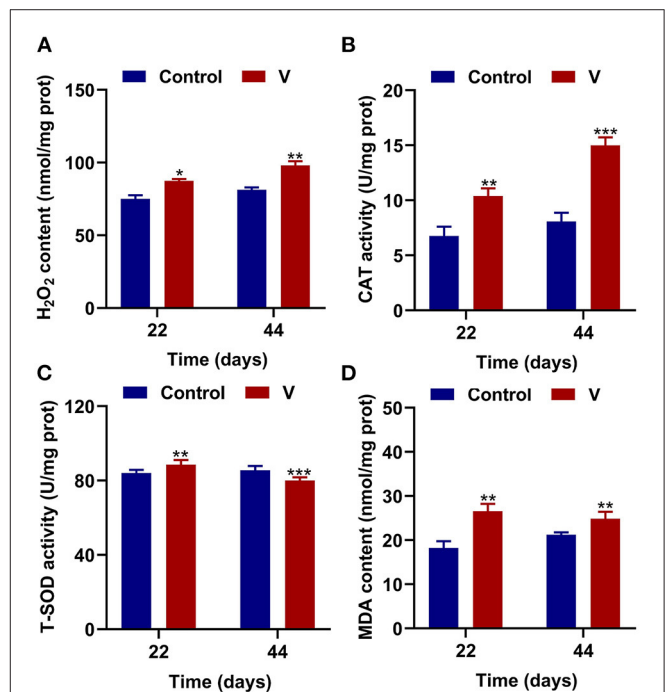 A
Control V
H₂O₂ content (nmol/mg prot)
150
100
50
0
*
**
22 44
Time (days)
B
Control V
CAT activity (U/mg prot)
20
15
10
5
0
**
***
22 44
Time (days)
C
Control V
T-SOD activity (U/mg prot)
120
80
40
0
**
***
22 44
Time (days)
D
Control V
MDA content (nmol/mg prot)
50
40
30
20
10
0
**
**
22 44
Time (days)